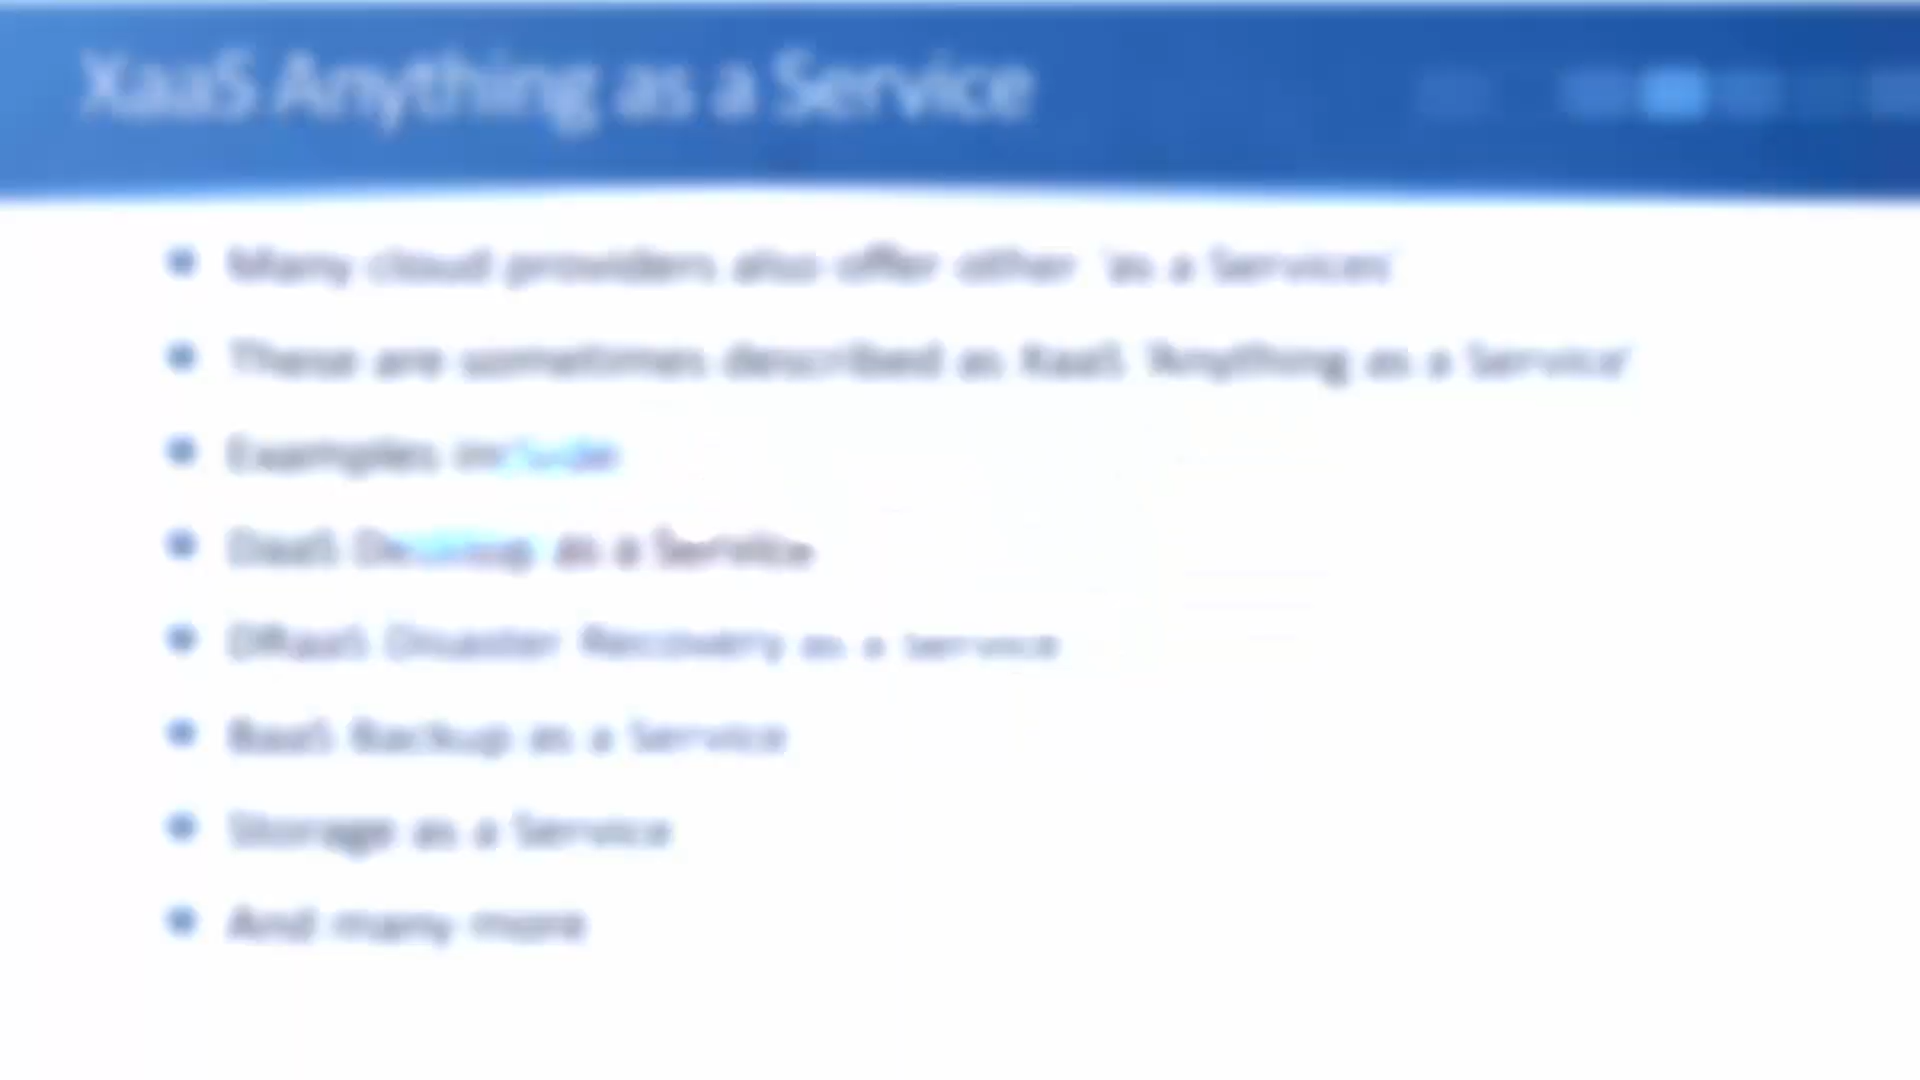 XaaS Anything as a Service
Many cloud providers also offer other 'as a Services'
These are sometimes described as XaaS 'Anything as a Service'
Examples include
DaaS Desktop as a Service
DRaaS Disaster Recovery as a Service
BaaS Backup as a Service
Storage as a Service
And many more